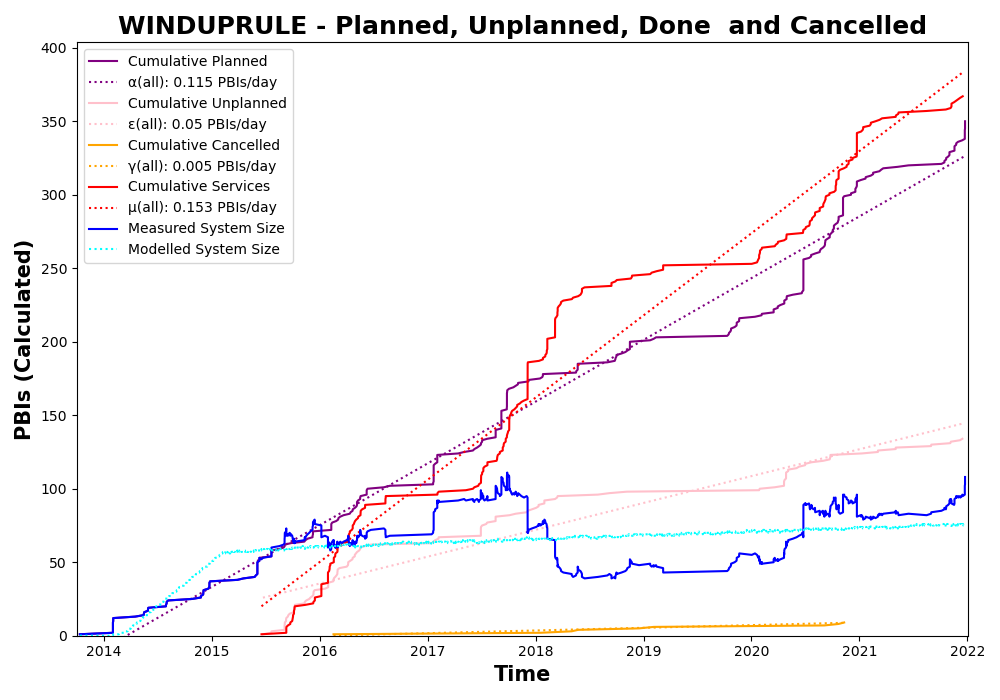 WINDUPRULE - Planned, Unplanned, Done  and Cancelled
Cumulative Planned
α(all): 0.115 PBIs/day
Cumulative Unplanned
ε(all): 0.05 PBIs/day
Cumulative Cancelled
γ(all): 0.005 PBIs/day
Cumulative Services
μ(all): 0.153 PBIs/day
Measured System Size
Modelled System Size
PBIs (Calculated)
400
350
300
250
200
150
100
50
0
2014 2015 2016 2017 2018 2019 2020 2021 2022
Time